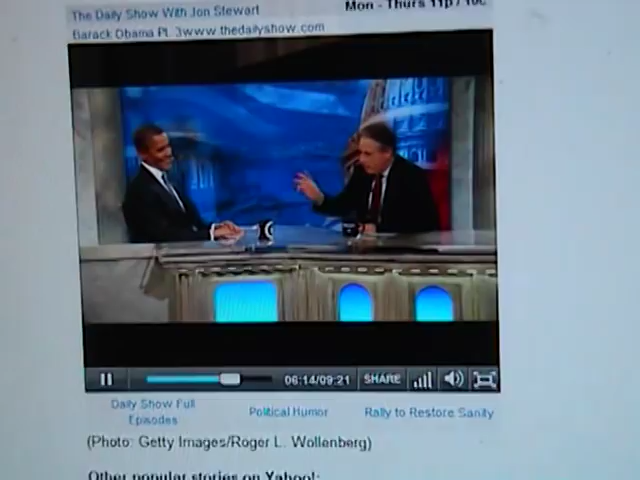 The Daily Show With Jon Stewart
Mon - Thurs 11p / 10c
Barack Obama Pt. 3www.thedailyshow.com
06:14/09:21 SHARE
Daily Show Full Episodes
Political Humor
Rally to Restore Sanity
(Photo: Getty Images/Roger L. Wollenberg)
Other popular stories on Yahoo!: